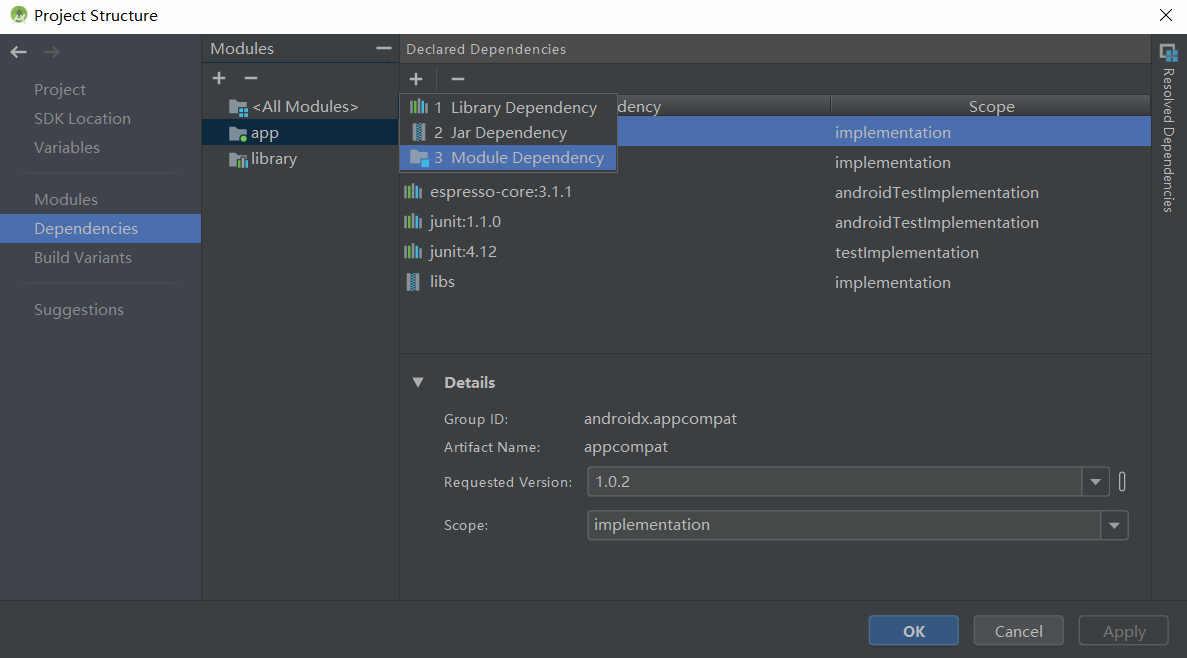 Project Structure
Project
SDK Location
Variables
Modules
Dependencies
Build Variants
Suggestions
Modules
<All Modules>
app
library
Declared Dependencies
1 Library Dependency
2 Jar Dependency
3 Module Dependency
dency Scope
implementation
implementation
espresso-core:3.1.1 androidTestImplementation
junit:1.1.0 androidTestImplementation
junit:4.12 testImplementation
libs implementation
Details
Group ID: androidx.appcompat
Artifact Name: appcompat
Requested Version: 1.0.2
Scope: implementation
Resolved Dependencies
OK Cancel Apply